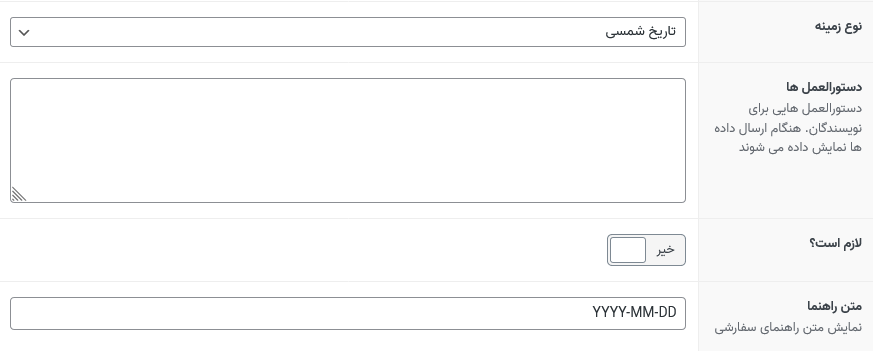 نوع زمینه
تاریخ شمسی
دستورالعمل ها
دستورالعمل هایی برای
نویسندگان. هنگام ارسال داده
ها نمایش داده می شوند
لازم است؟
خیر
متن راهنما
نمایش متن راهنمای سفارشی
YYYY-MM-DD